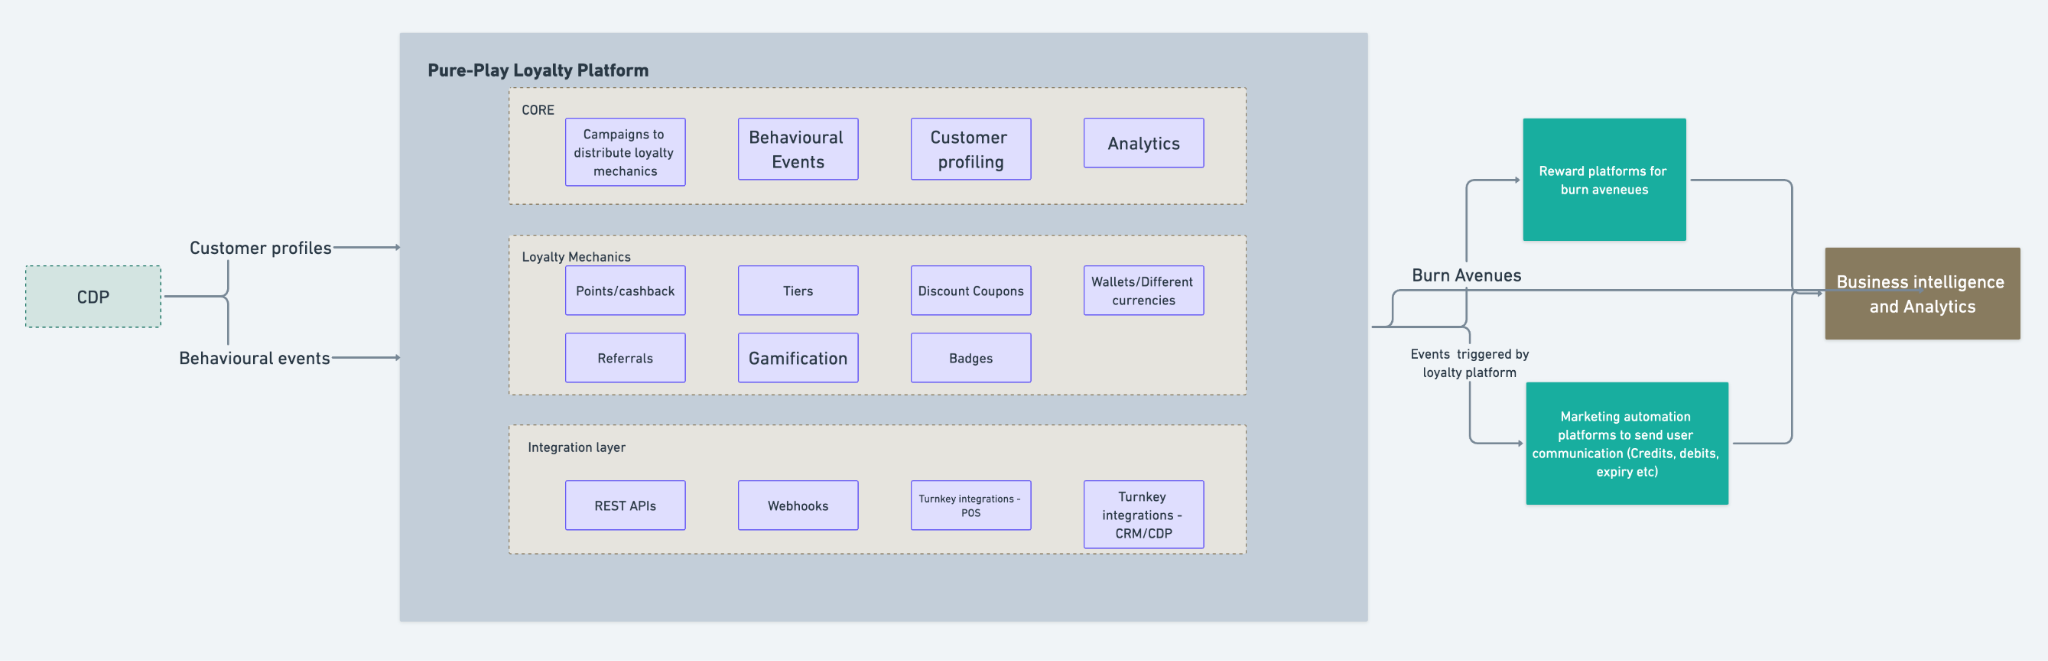 CDP
Customer profiles
Behavioural events
Pure-Play Loyalty Platform
CORE
Campaigns to
distribute loyalty
mechanics
Behavioural
Events
Customer
profiling
Analytics
Loyalty Mechanics
Points/cashback
Tiers
Discount Coupons
Wallets/Different
currencies
Referrals
Gamification
Badges
Integration layer
REST APIs
Webhooks
Turnkey integrations -
POS
Turnkey
integrations -
CRM/CDP
Burn Avenues
Events triggered by
loyalty platform
Reward platforms for
burn aveneues
Marketing automation
platforms to send user
communication (Credits, debits,
expiry etc)
Business intelligence
and Analytics